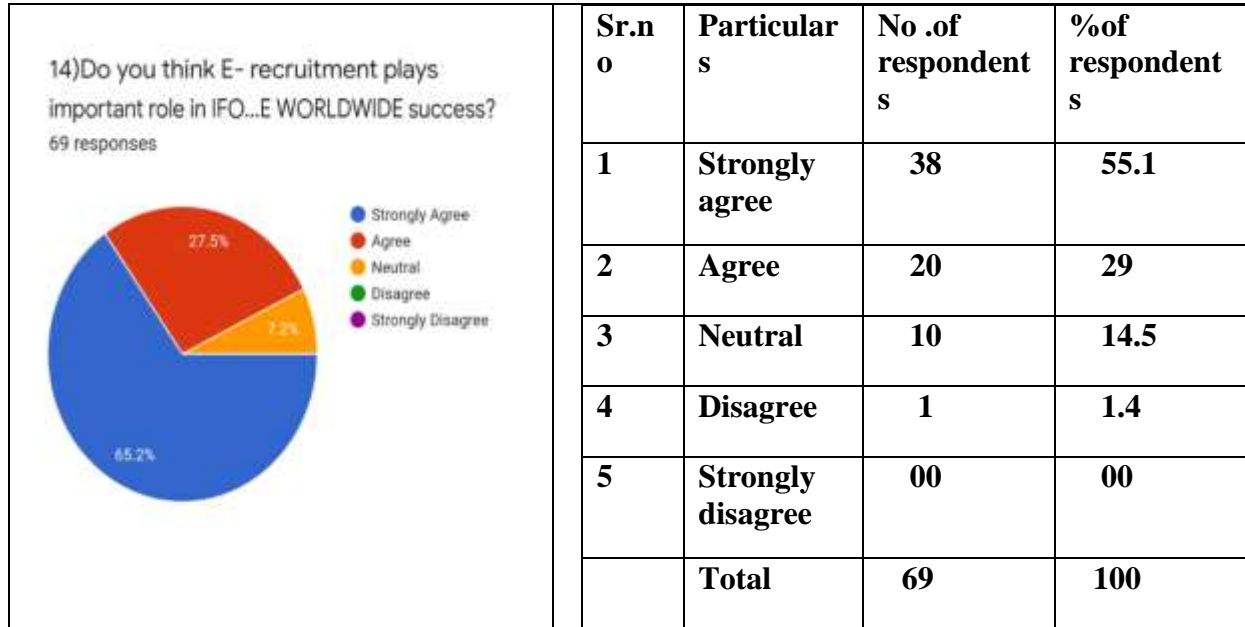 14)Do you think E- recruitment plays
important role in IFO...E WORLDWIDE success?
69 responses
27.5%
7.2%
65.2%
Strongly Agree
Agree
Neutral
Disagree
Strongly Disagree
Sr.n
o
Particular
s
No .of
respondent
s
%of
respondent
s
1
Strongly
agree
38
55.1
2
Agree
20
29
3
Neutral
10
14.5
4
Disagree
1
1.4
5
Strongly
disagree
00
00
Total
69
100